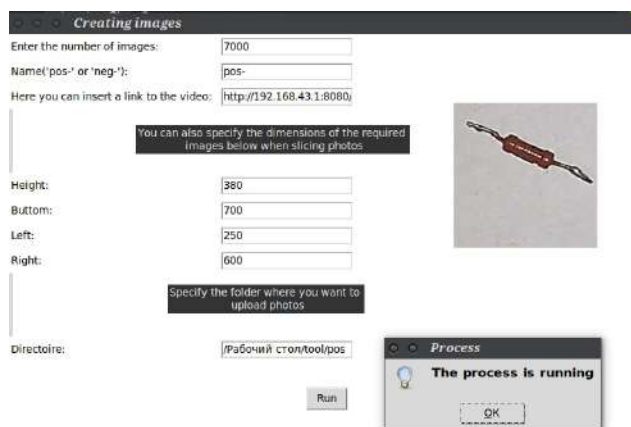 Creating images
Enter the number of images: 7000
Name('pos-' or 'neg-'): pos-
Here you can insert a link to the video: http://192.168.43.1:8080/
You can also specify the dimensions of the required
images below when slicing photos
Height: 380
Buttom: 700
Left: 250
Right: 600
Specify the folder where you want to
upload photos
Directoire: /Рабочий стол/tool/pos
Process
The process is running
Run
OK